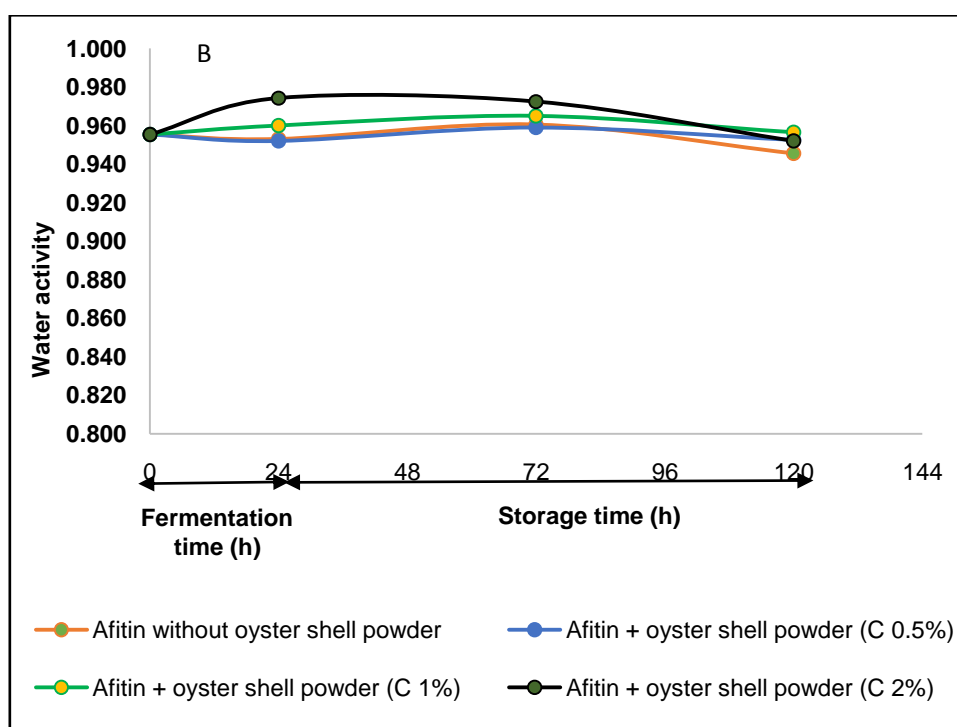 B
1.000
0.980
0.960
0.940
0.920
0.900
0.880
0.860
0.840
0.820
0.800
Water activity
0 24 48 72 96 120 144
Fermentation
time (h)
Storage time (h)
Afitin without oyster shell powder
Afitin + oyster shell powder (C 0.5%)
Afitin + oyster shell powder (C 1%)
Afitin + oyster shell powder (C 2%)